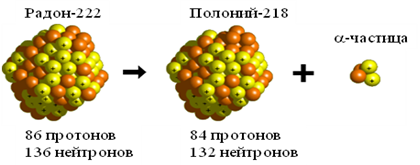 Радон-222
Полоний-218
α-частица
86 протонов
136 нейтронов
84 протонов
132 нейтронов